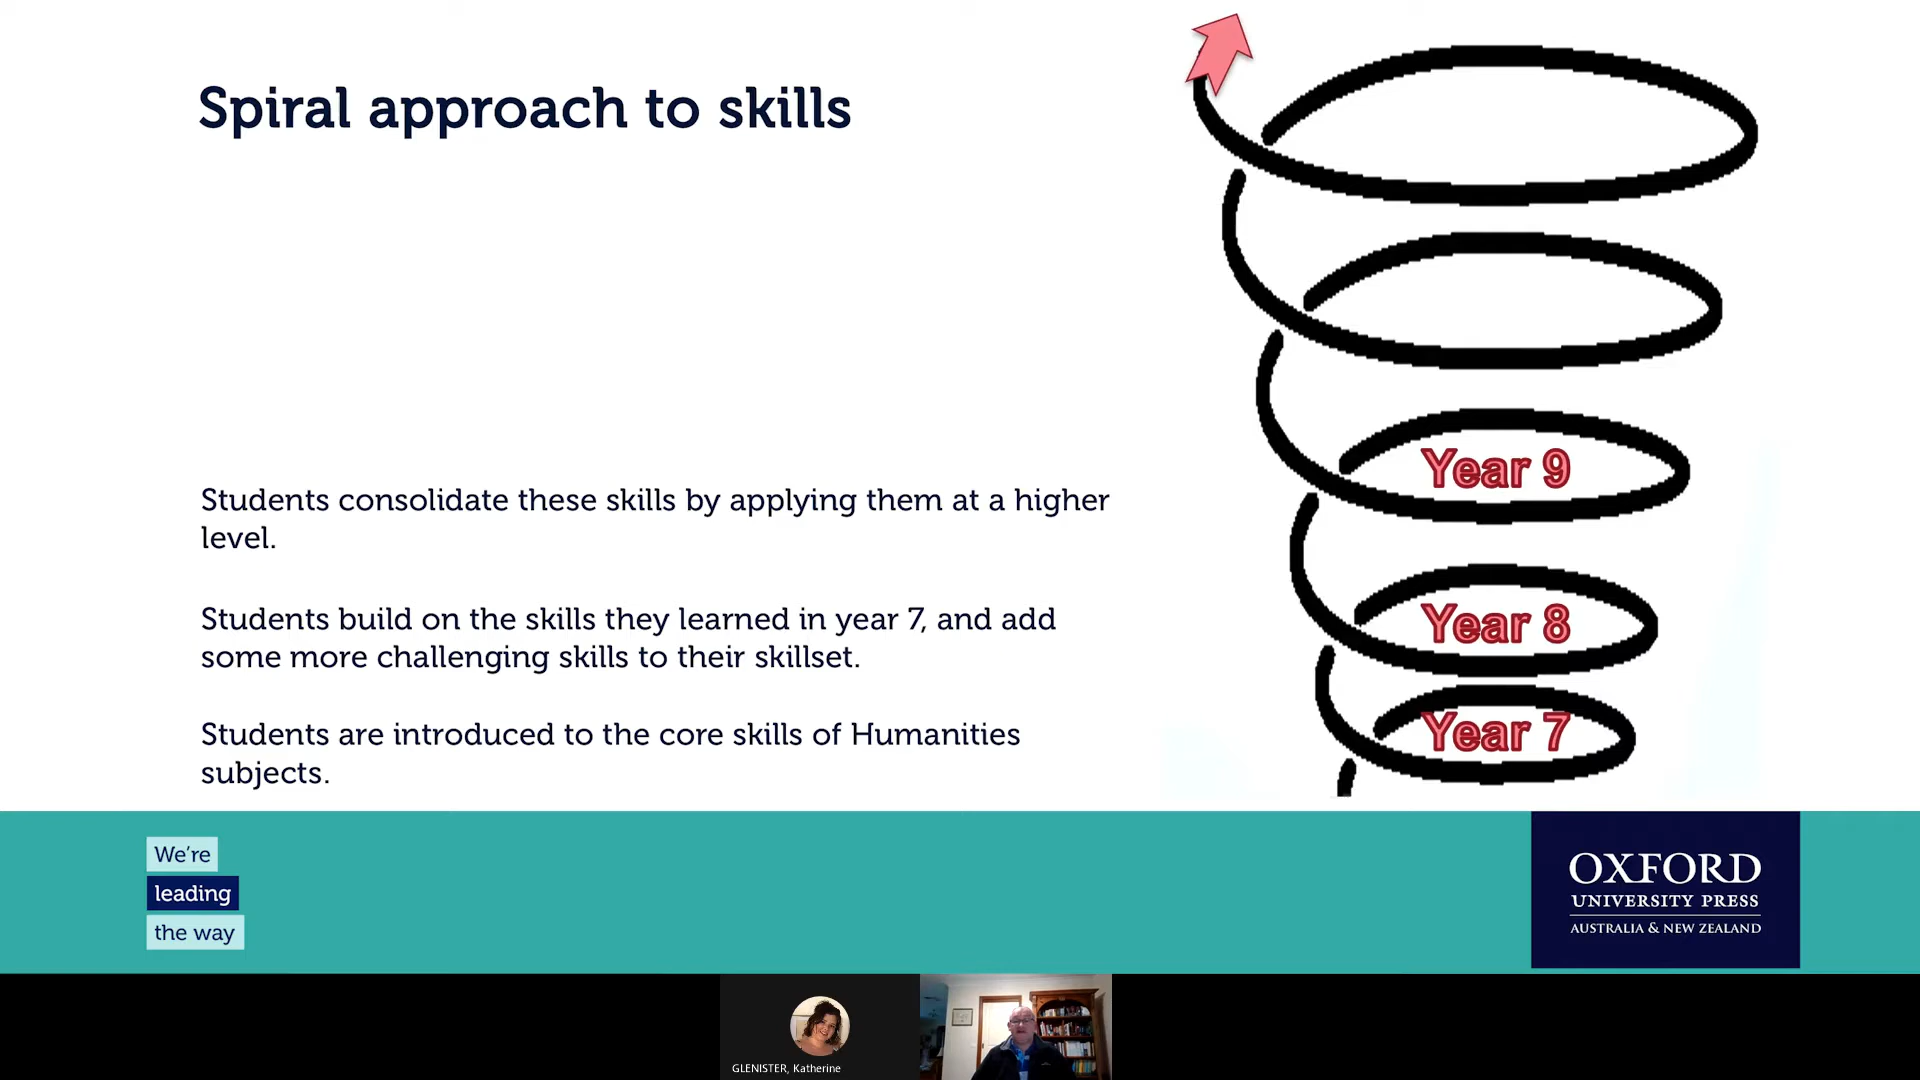 Spiral approach to skills
Students consolidate these skills by applying them at a higher
level.
Year 9
Students build on the skills they learned in year 7, and add
some more challenging skills to their skillset.
Year 8
Students are introduced to the core skills of Humanities
subjects.
Year 7
We're
leading
the way
OXFORD
UNIVERSITY PRESS
AUSTRALIA & NEW ZEALAND
GLENISTER, Katherine